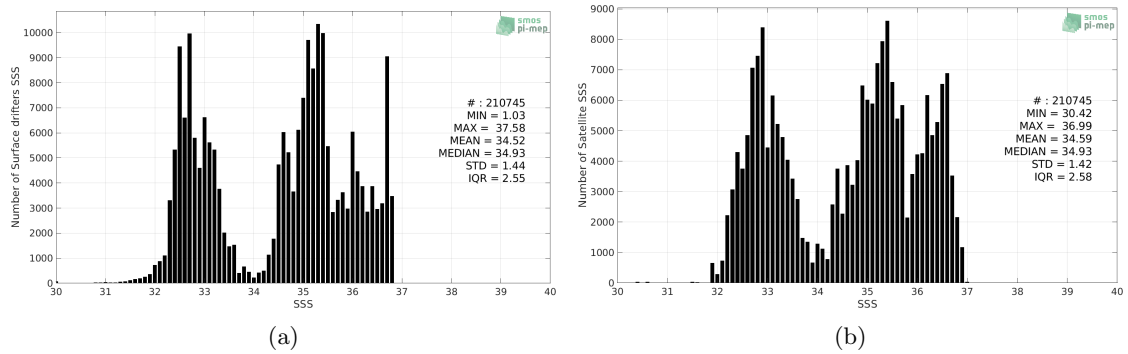 smos
pi-mep
10000
9000
8000
7000
6000
5000
4000
3000
2000
1000
0
Number of Surface drifters SSS
# : 210745
MIN = 1.03
MAX = 37.58
MEAN = 34.52
MEDIAN = 34.93
STD = 1.44
IQR = 2.55
30 31 32 33 34 35 36 37 38 39 40
SSS
(a)
smos
pi-mep
9000
8000
7000
6000
5000
4000
3000
2000
1000
0
Number of Satellite SSS
# : 210745
MIN = 30.42
MAX = 36.99
MEAN = 34.59
MEDIAN = 34.93
STD = 1.42
IQR = 2.58
30 31 32 33 34 35 36 37 38 39 40
SSS
(b)